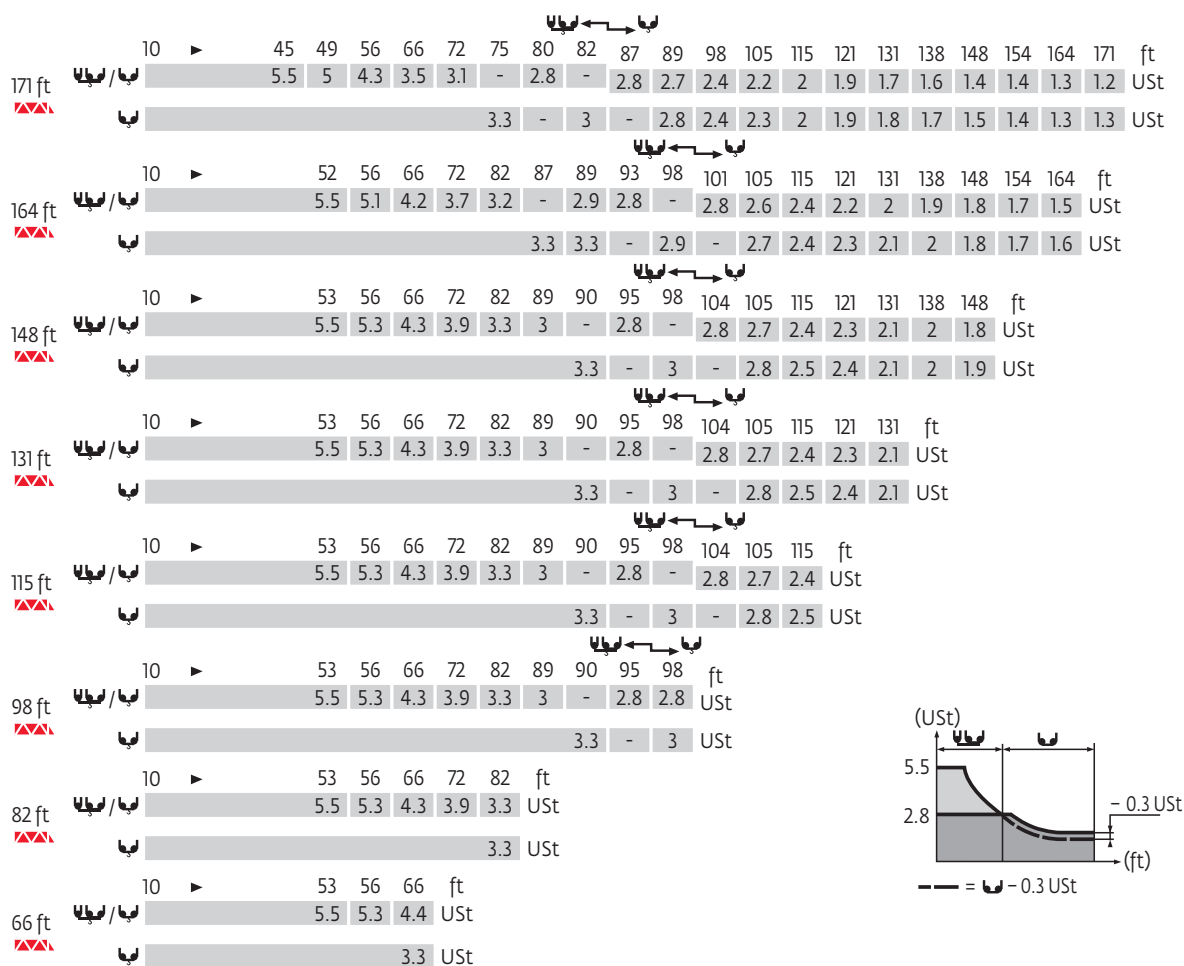 10 ► 45 49 56 66 72 75 80 82 87 89 98 105 115 121 131 138 148 154 164 171 ft
171 ft / 5.5 5 4.3 3.5 3.1 - 2.8 - 2.8 2.7 2.4 2.2 2 1.9 1.7 1.6 1.4 1.4 1.3 1.2 USt
3.3 - 3 - 2.8 2.4 2.3 2 1.9 1.8 1.7 1.5 1.4 1.3 1.3 USt
10 ► 52 56 66 72 82 87 89 93 98 101 105 115 121 131 138 148 154 164 ft
164 ft / 5.5 5.1 4.2 3.7 3.2 - 2.9 2.8 - 2.8 2.6 2.4 2.2 2 1.9 1.8 1.7 1.5 USt
3.3 3.3 - 2.9 - 2.7 2.4 2.3 2.1 2 1.8 1.7 1.6 USt
10 ► 53 56 66 72 82 89 90 95 98 104 105 115 121 131 138 148 ft
148 ft / 5.5 5.3 4.3 3.9 3.3 3 - 2.8 - 2.8 2.7 2.4 2.3 2.1 2 1.8 USt
3.3 - 3 - 2.8 2.5 2.4 2.1 2 1.9 USt
10 ► 53 56 66 72 82 89 90 95 98 104 105 115 121 131 ft
131 ft / 5.5 5.3 4.3 3.9 3.3 3 - 2.8 - 2.8 2.7 2.4 2.3 2.1 USt
3.3 - 3 - 2.8 2.5 2.4 2.1 USt
10 ► 53 56 66 72 82 89 90 95 98 104 105 115 ft
115 ft / 5.5 5.3 4.3 3.9 3.3 3 - 2.8 - 2.8 2.7 2.4 USt
3.3 - 3 - 2.8 2.5 USt
10 ► 53 56 66 72 82 89 90 95 98 ft
98 ft / 5.5 5.3 4.3 3.9 3.3 3 - 2.8 2.8 USt
3.3 - 3 USt
10 ► 53 56 66 72 82 ft
82 ft / 5.5 5.3 4.3 3.9 3.3 USt
3.3 USt
10 ► 53 56 66 ft
66 ft / 5.5 5.3 4.4 USt
3.3 USt
(USt)
5.5
2.8
– 0.3 USt
(ft)
= – 0.3 USt